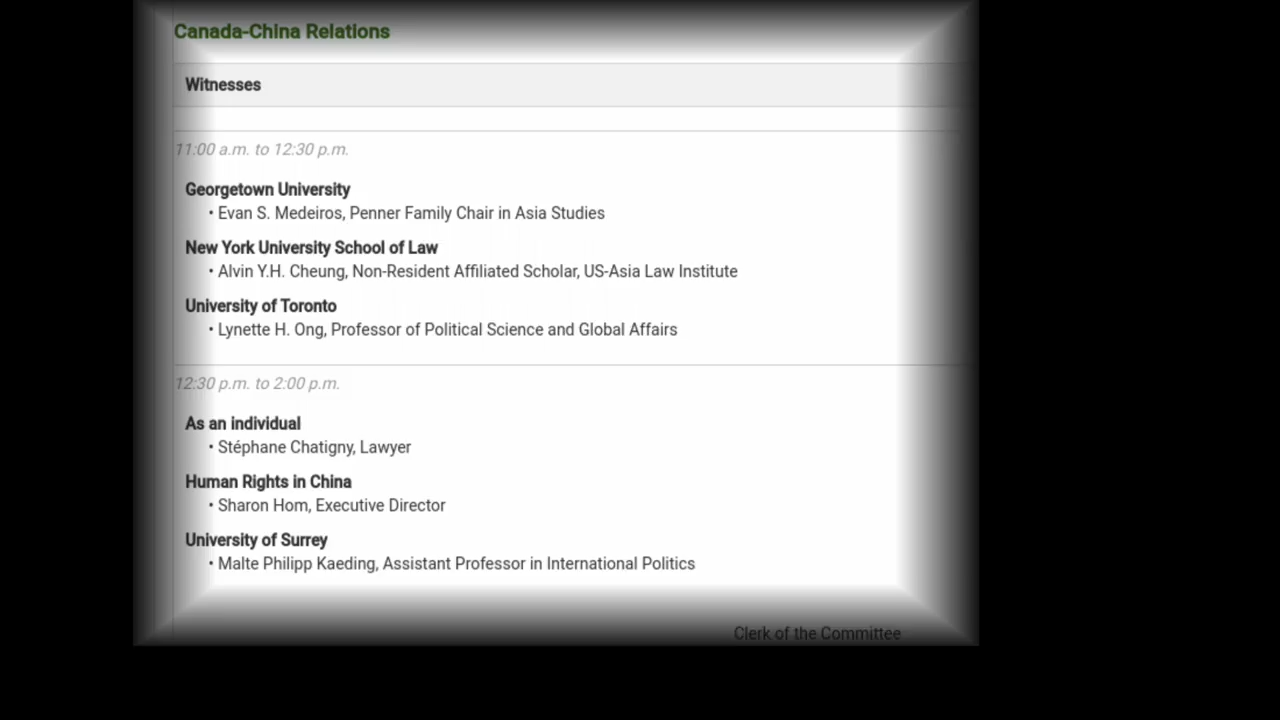 Canada-China Relations
Witnesses
11:00 a.m. to 12:30 p.m.
Georgetown University
• Evan S. Medeiros, Penner Family Chair in Asia Studies
New York University School of Law
• Alvin Y.H. Cheung, Non-Resident Affiliated Scholar, US-Asia Law Institute
University of Toronto
• Lynette H. Ong, Professor of Political Science and Global Affairs
12:30 p.m. to 2:00 p.m.
As an individual
• Stéphane Chatigny, Lawyer
Human Rights in China
• Sharon Hom, Executive Director
University of Surrey
• Malte Philipp Kaeding, Assistant Professor in International Politics
Clerk of the Committee